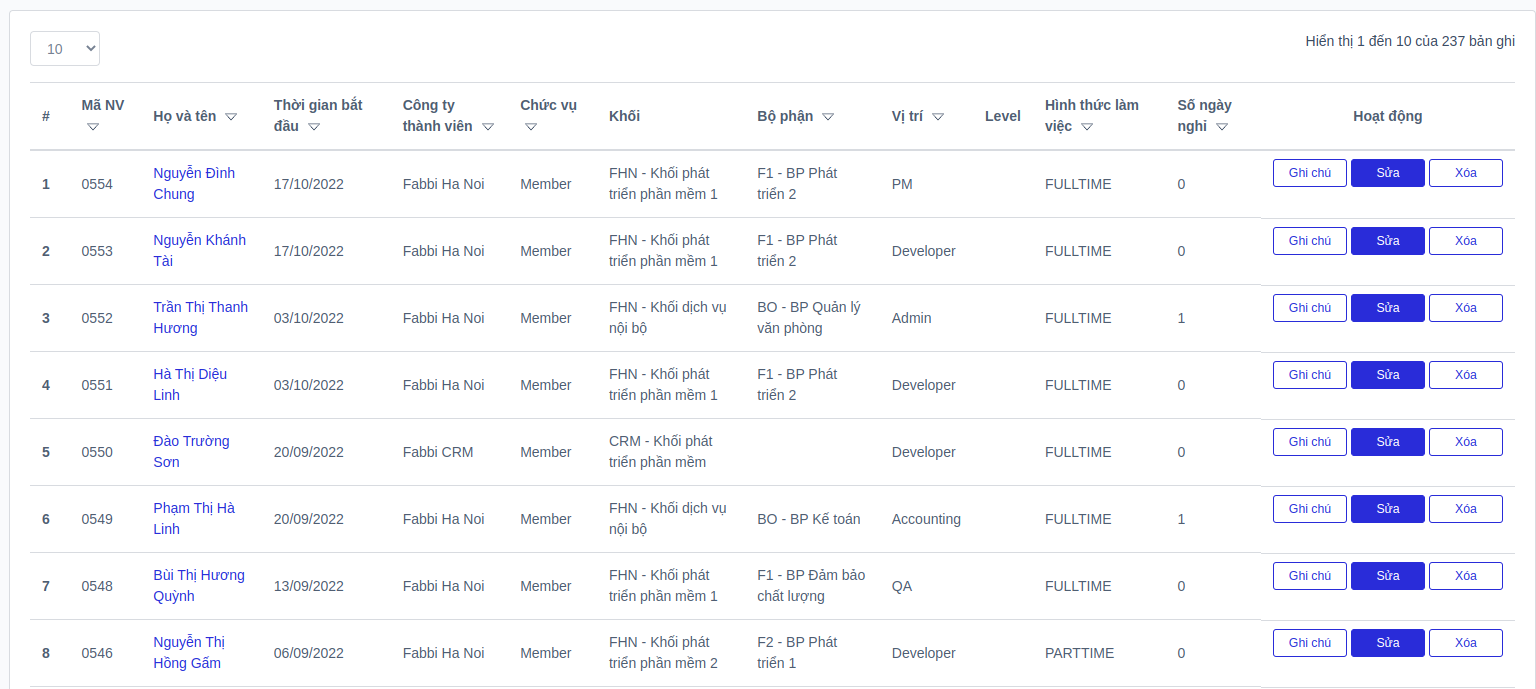 10
Hiển thị 1 đến 10 của 237 bản ghi
# Mã NV Họ và tên Thời gian bắt đầu Công ty thành viên Chức vụ Khối Bộ phận Vị trí Level Hình thức làm việc Số ngày nghỉ Hoạt động
1 0554 Nguyễn Đình Chung 17/10/2022 Fabbi Ha Noi Member FHN - Khối phát triển phần mềm 1 F1 - BP Phát triển 2 PM FULLTIME 0 Ghi chú Sửa Xóa
2 0553 Nguyễn Khánh Tài 17/10/2022 Fabbi Ha Noi Member FHN - Khối phát triển phần mềm 1 F1 - BP Phát triển 2 Developer FULLTIME 0 Ghi chú Sửa Xóa
3 0552 Trần Thị Thanh Hương 03/10/2022 Fabbi Ha Noi Member FHN - Khối dịch vụ nội bộ BO - BP Quản lý văn phòng Admin FULLTIME 1 Ghi chú Sửa Xóa
4 0551 Hà Thị Diệu Linh 03/10/2022 Fabbi Ha Noi Member FHN - Khối phát triển phần mềm 1 F1 - BP Phát triển 2 Developer FULLTIME 0 Ghi chú Sửa Xóa
5 0550 Đào Trường Sơn 20/09/2022 Fabbi CRM Member CRM - Khối phát triển phần mềm Developer FULLTIME 0 Ghi chú Sửa Xóa
6 0549 Phạm Thị Hà Linh 20/09/2022 Fabbi Ha Noi Member FHN - Khối dịch vụ nội bộ BO - BP Kế toán Accounting FULLTIME 1 Ghi chú Sửa Xóa
7 0548 Bùi Thị Hương Quỳnh 13/09/2022 Fabbi Ha Noi Member FHN - Khối phát triển phần mềm 1 F1 - BP Đảm bảo chất lượng QA FULLTIME 0 Ghi chú Sửa Xóa
8 0546 Nguyễn Thị Hồng Gấm 06/09/2022 Fabbi Ha Noi Member FHN - Khối phát triển phần mềm 2 F2 - BP Phát triển 1 Developer PARTTIME 0 Ghi chú Sửa Xóa